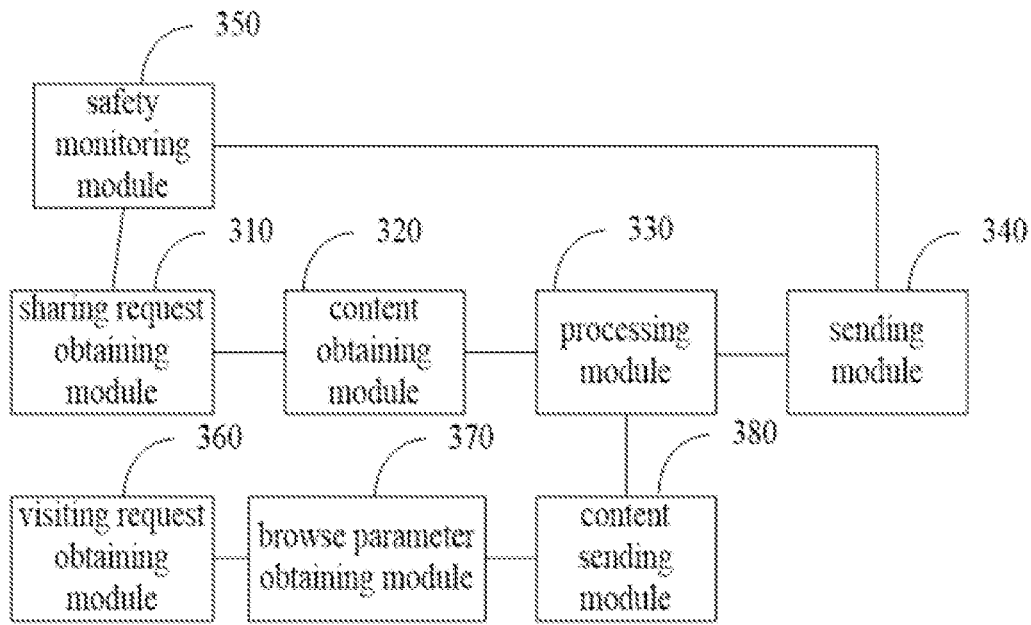 350
safety
monitoring
module
310
320
330
340
sharing request
obtaining
module
content
obtaining
module
processing
module
sending
module
360
370
380
visiting request
obtaining
module
browse parameter
obtaining module
content
sending
module